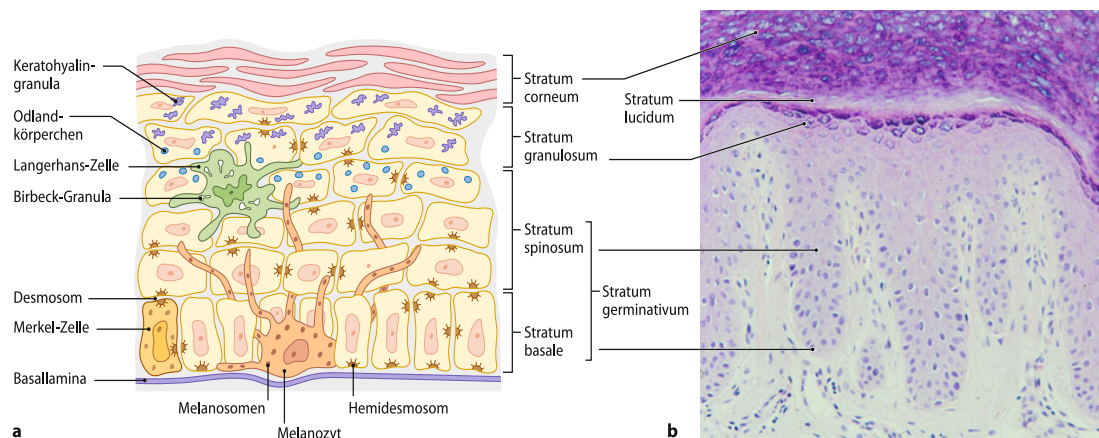 Keratohyalin-
granula
Odland-
körperchen
Langerhans-Zelle
Birbeck-Granula
Desmosom
Merkel-Zelle
Basallamina
Melanosomen
Melanozyt
Hemidesmosom
a
Stratum
corneum
Stratum
lucidum
Stratum
granulosum
Stratum
spinosum
Stratum
germinativum
Stratum
basale
b